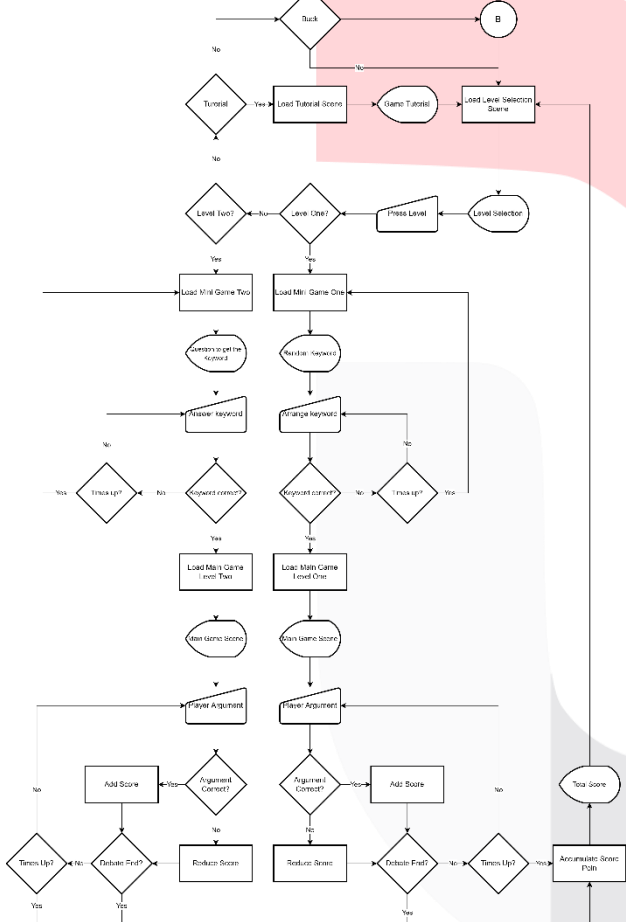 Back
B
No
No
Tutorial
Yes
Load Tutorial Scene
Game Tutorial
Load Level Selection
Scene
No
Level Two?
No
Level One?
Press Level
Level Selection
Yes
Yes
Load Mini Game Two
Load Mini Game One
Question to get the
Keyword
Random Keyword
Answer keyword
Arrange keyword
No
No
Yes
Times up?
No
Keyword correct?
Keyword correct?
No
Times up?
Yes
Yes
Yes
Load Main Game
Level Two
Load Main Game
Level One
Main Game Scene
Main Game Scene
Player Argument
Player Argument
Add Score
Yes
Argument
Correct?
Argument
Correct?
Yes
Add Score
Total Score
No
No
No
No
Times Up?
No
Debate End?
Reduce Score
Reduce Score
Debate End?
No
Times Up?
Yes
Accumulate Score
Poin
Yes
Yes
Yes